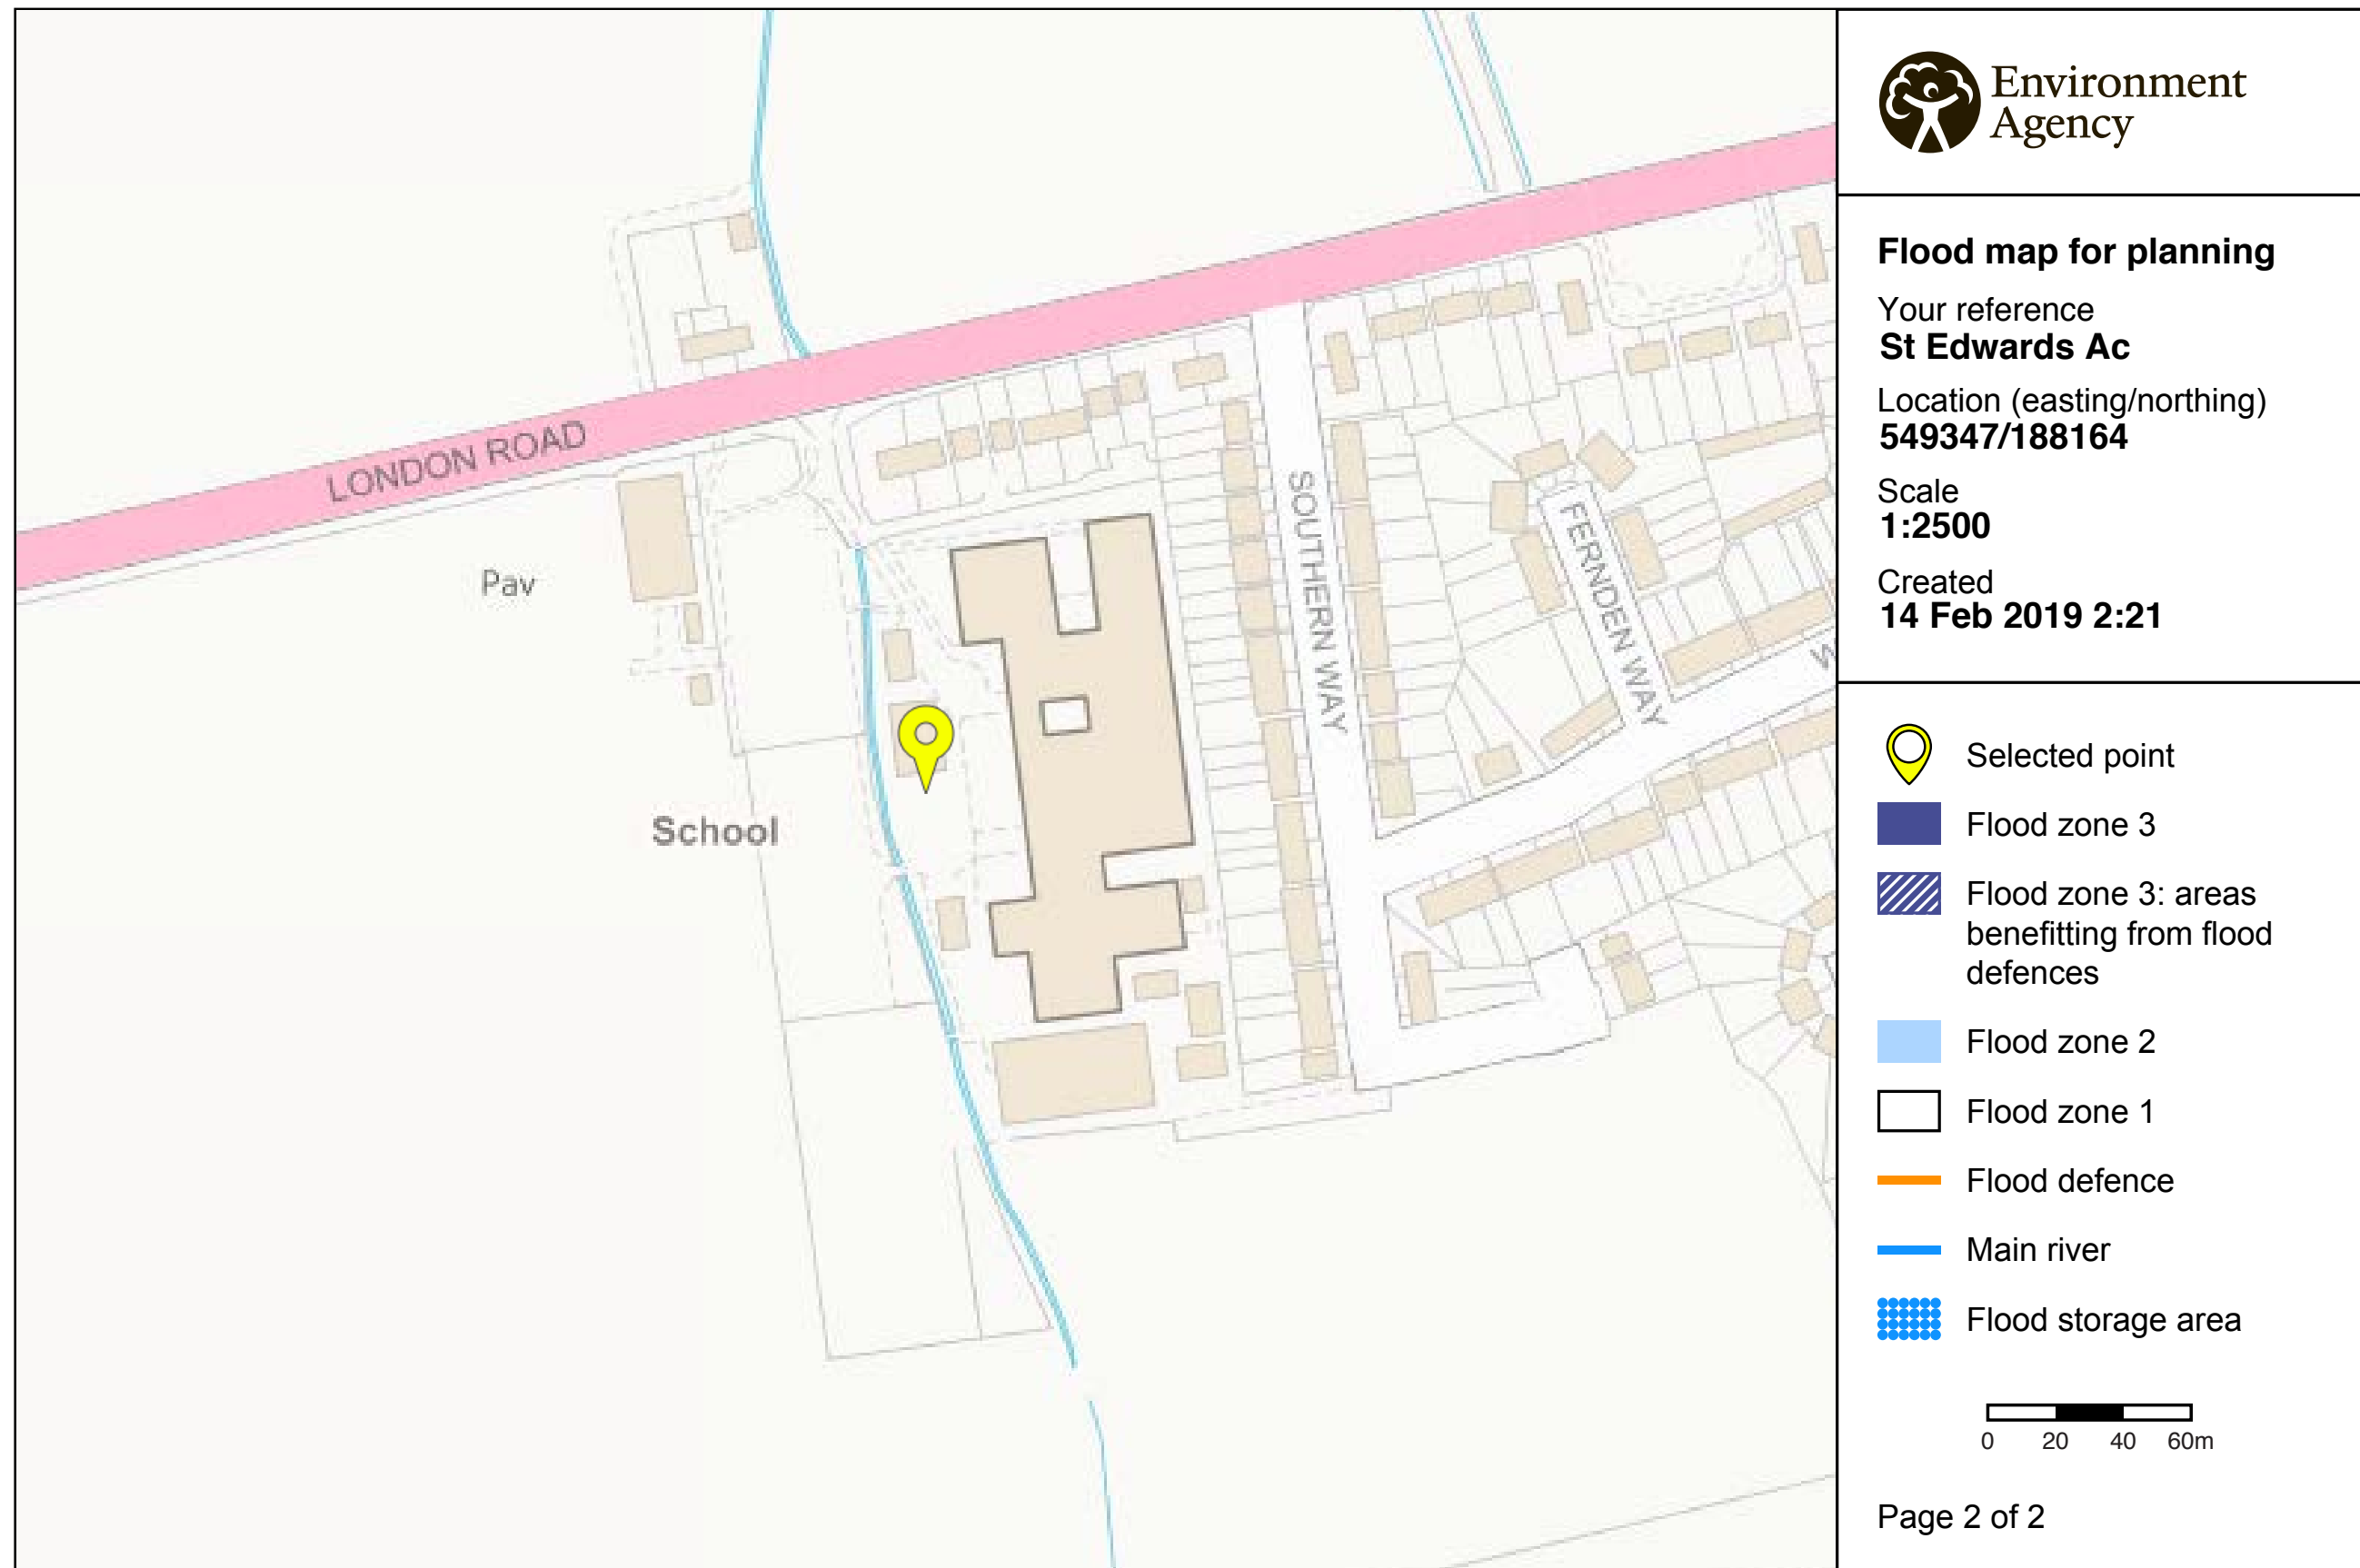 LONDON ROAD
Pav
School
SOUTHERN WAY
FERNDEN WAY
W
Environment
Agency
Flood map for planning
Your reference
St Edwards Ac
Location (easting/northing)
549347/188164
Scale
1:2500
Created
14 Feb 2019 2:21
Selected point
Flood zone 3
Flood zone 3: areas
benefitting from flood
defences
Flood zone 2
Flood zone 1
Flood defence
Main river
Flood storage area
0 20 40 60m
Page 2 of 2